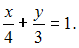 x/4 + y/3 = 1.